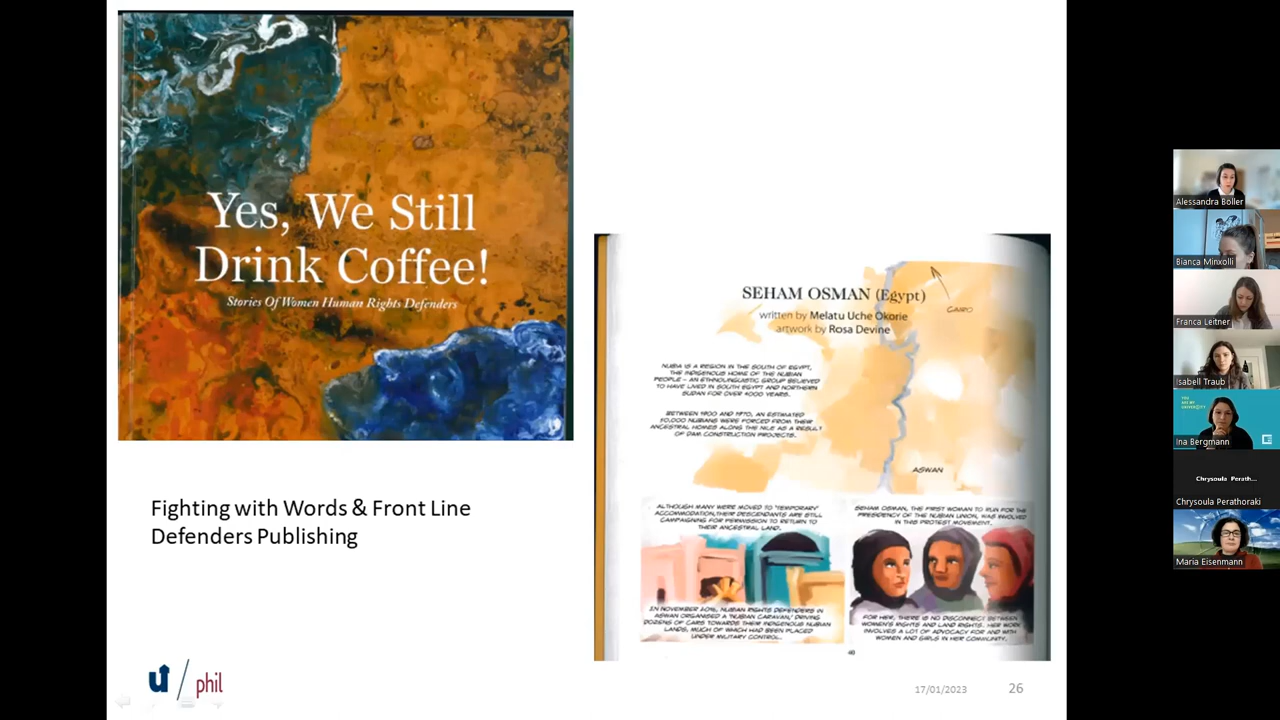 Yes, We Still
Drink Coffee!
Stories Of Women Human Rights Defenders
Fighting with Words & Front Line
Defenders Publishing
SEHAM OSMAN (Egypt)
written by Melatu Uche Okorie
artwork by Rosa Devine
CAIRO
NUBIA IS A REGION IN THE SOUTH OF EGYPT,
THE INDIGENOUS HOME OF THE NUBIAN
PEOPLE – AN ETHNOLINGUISTIC GROUP BELIEVED
TO HAVE LIVED IN SOUTH EGYPT AND NORTHERN
SUDAN FOR OVER 4000 YEARS.
BETWEEN 1900 AND 1970, AN ESTIMATED
50,000 NUBIANS WERE FORCED FROM THEIR
ANCESTRAL HOMES ALONG THE NILE AS A RESULT
OF DAM CONSTRUCTION PROJECTS.
ASWAN
ALTHOUGH MANY WERE MOVED TO 'TEMPORARY'
ACCOMMODATION, THEIR DESCENDANTS ARE STILL
CAMPAIGNING FOR PERMISSION TO RETURN TO
THEIR ANCESTRAL LAND.
IN NOVEMBER 2016, NUBIAN RIGHTS DEFENDERS IN
ASWAN ORGANISED A 'NUBIAN CARAVAN,' DRIVING
DOZENS OF CARS TOWARDS THEIR INDIGENOUS NUBIAN
LANDS, MUCH OF WHICH HAD BEEN PLACED
UNDER MILITARY CONTROL.
SEHAM OSMAN, THE FIRST WOMAN TO RUN FOR THE
PRESIDENCY OF THE NUBIAN UNION, WAS INVOLVED
IN THIS PROTEST MOVEMENT.
FOR HER, THERE IS NO DISCONNECT BETWEEN
WOMEN'S RIGHTS AND LAND RIGHTS. HER WORK
INVOLVES A LOT OF ADVOCACY FOR AND WITH
WOMEN AND GIRLS IN HER COMMUNITY.
u / phil
17/01/2023
26
Alessandra Boller
Bianca Minxolli
Franca Leitner
Isabell Traub
Ina Bergmann
Chrysoula Perath...
Chrysoula Perathoraki
Maria Eisenmann